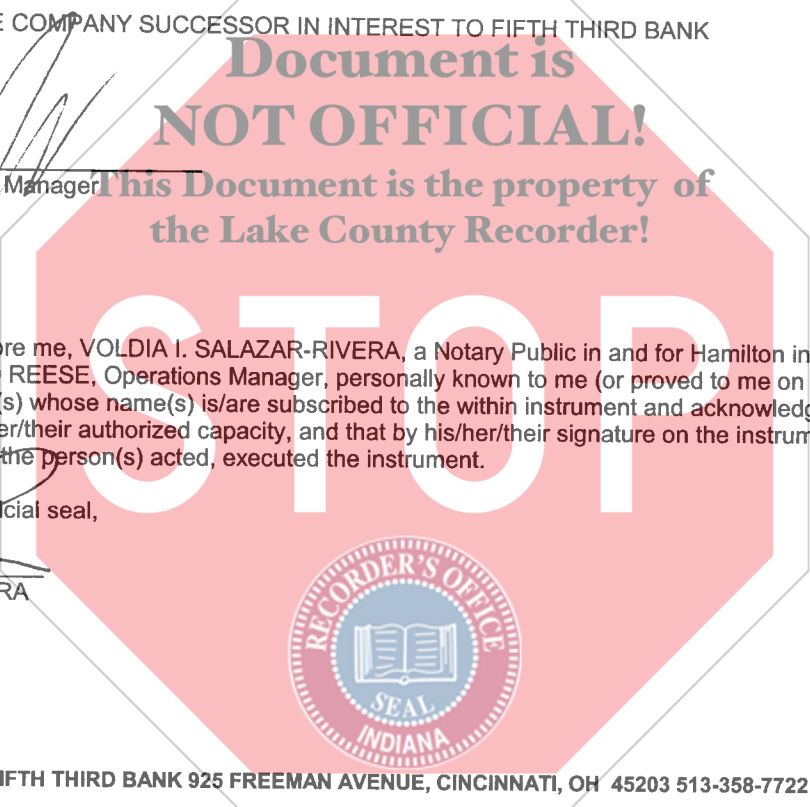 E COMPANY SUCCESSOR IN INTEREST TO FIFTH THIRD BANK
Document is
NOT OFFICIAL!
Manager
This Document is the property of
the Lake County Recorder!
STOP
ore me, VOLDIA I. SALAZAR-RIVERA, a Notary Public in and for Hamilton in
REESE, Operations Manager, personally known to me (or proved to me on
(s) whose name(s) is/are subscribed to the within instrument and acknowledg
er/their authorized capacity, and that by his/her/their signature on the instrum
the person(s) acted, executed the instrument.
icial seal,
RA
RECORDER'S OFFICE
SEAL
INDIANA
IFTH THIRD BANK 925 FREEMAN AVENUE, CINCINNATI, OH 45203 513-358-7722